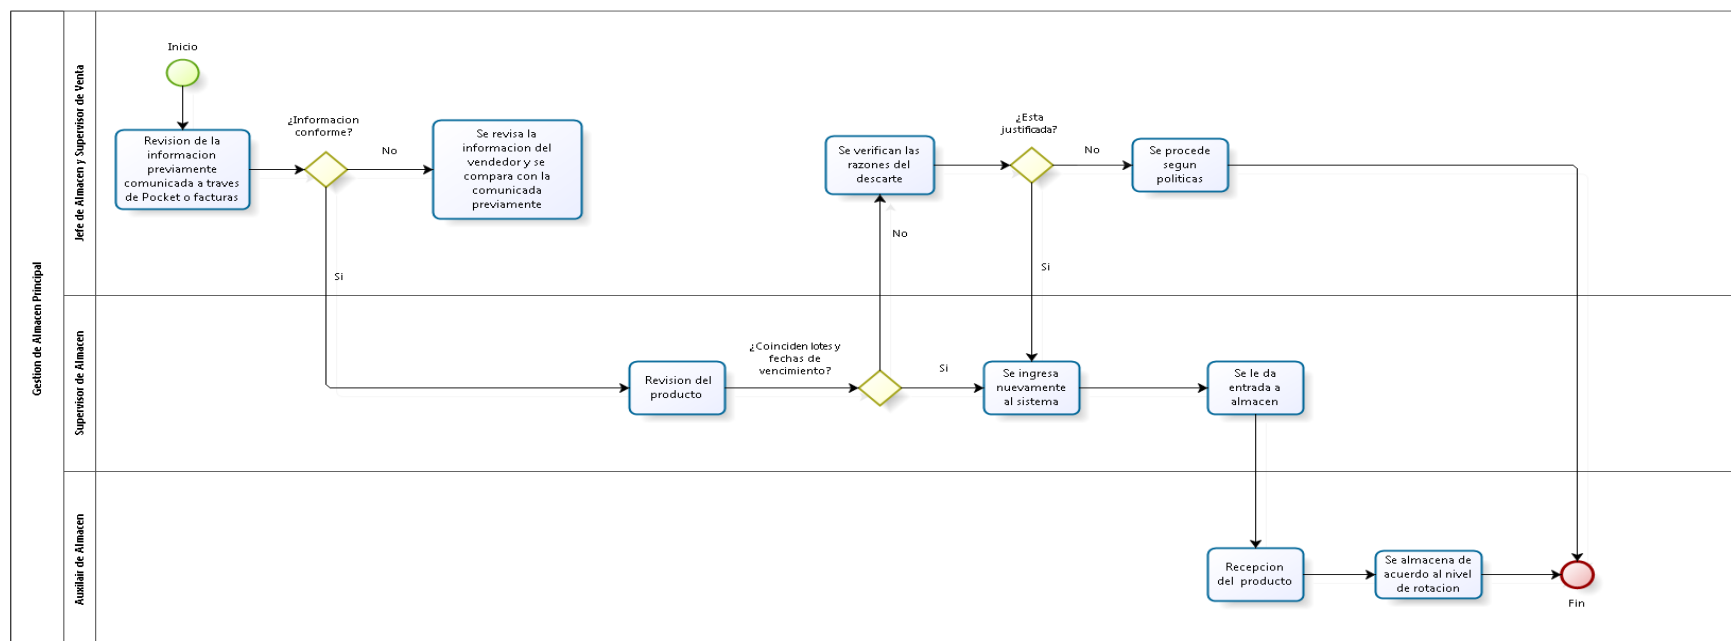 Gestion de Almacen Principal
Jefe de Almacen y Supervisor de Venta
Inicio
Revision de la
informacion
previamente
comunicada a traves
de Pocket o facturas
¿Informacion
conforme?
No
Se revisa la
informacion del
vendedor y se
compara con la
comunicada
previamente
Si
Se verifican las
razones del
descarte
¿Esta
justificada?
No
Se procede
segun
politicas
No
Si
Supervisor de Almacen
Revision del
producto
¿Coinciden lotes y
fechas de
vencimiento?
Si
Se ingresa
nuevamente
al sistema
Se le da
entrada a
almacen
Auxilair de Almacen
Recepcion
del producto
Se almacena de
acuerdo al nivel
de rotacion
Fin